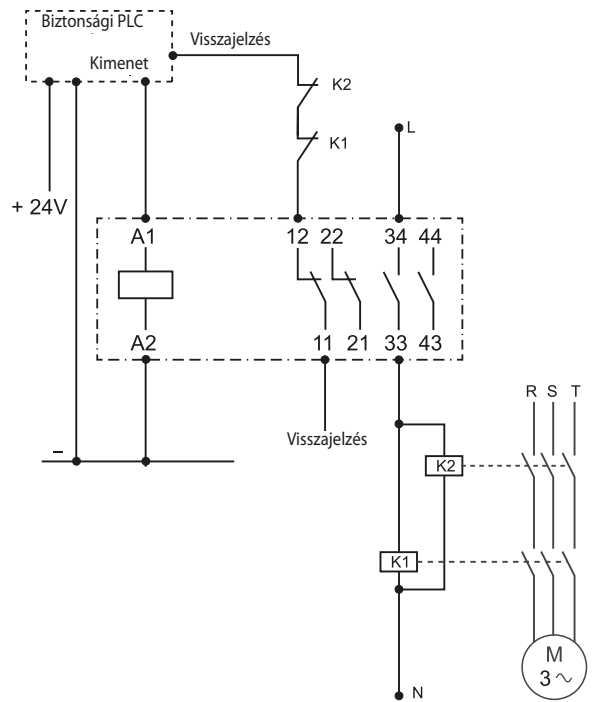 Biztonsági PLC
Visszajelzés
Kimenet
K2
K1
L
+ 24V
A1
12 22
34 44
A2
11 21
33 43
R S T
Visszajelzés
–
K2
K1
M
3 ~
N